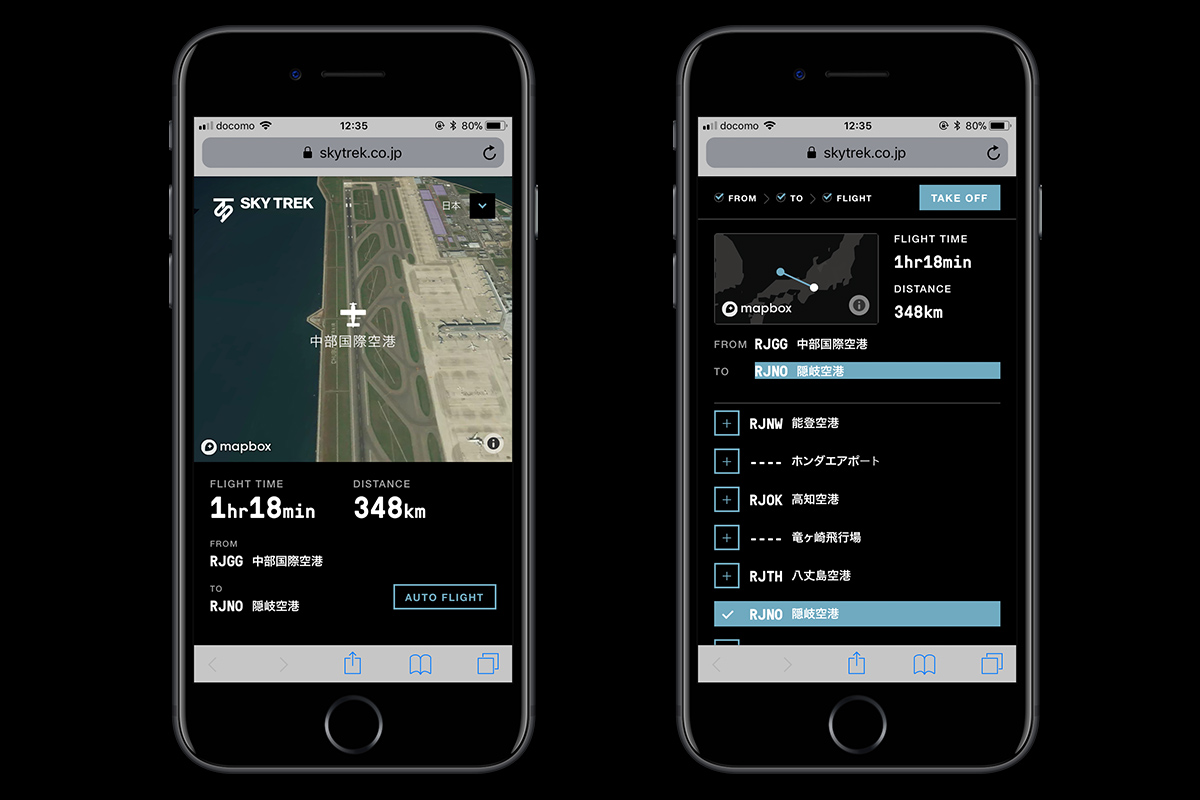 docomo 12:35 80%
skytrek.co.jp
SKY TREK
日本
中部国際空港
mapbox
FLIGHT TIME DISTANCE
1hr18min 348km
FROM
RJGG 中部国際空港
TO
RJNO 隠岐空港
AUTO FLIGHT
docomo 12:35 80%
skytrek.co.jp
FROM TO FLIGHT TAKE OFF
FLIGHT TIME
1hr18min
DISTANCE
348km
mapbox
FROM RJGG 中部国際空港
TO RJNO 隠岐空港
RJNW 能登空港
---- ホンダエアポート
RJOK 高知空港
---- 竜ヶ崎飛行場
RJTH 八丈島空港
RJNO 隠岐空港